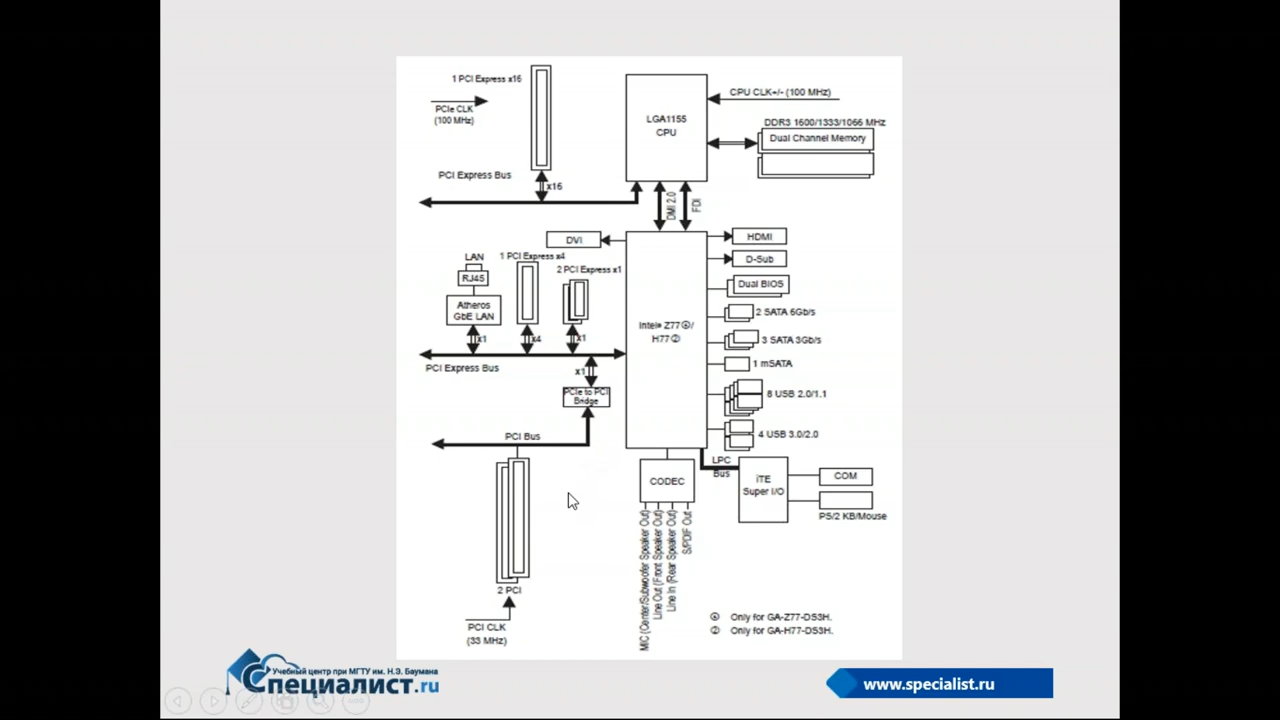 1 PCI Express x16
PCIe CLK
(100 MHz)
LGA1155
CPU
CPU CLK+/- (100 MHz)
DDR3 1600/1333/1066 MHz
Dual Channel Memory
PCI Express Bus
x16
DMI 2.0
FDI
DVI
HDMI
D-Sub
Dual BIOS
LAN
RJ45
Atheros
GbE LAN
1 PCI Express x4
2 PCI Express x1
Intel® Z77①/
H77②
2 SATA 6Gb/s
3 SATA 3Gb/s
1 mSATA
8 USB 2.0/1.1
4 USB 3.0/2.0
x1
x4
x1
PCI Express Bus
x1
PCIe to PCI
Bridge
PCI Bus
LPC
Bus
CODEC
iTE
Super I/O
COM
PS/2 KB/Mouse
MIC (Center/Subwoofer Speaker Out)
Line Out (Front Speaker Out)
Line In (Rear Speaker Out)
S/PDIF Out
2 PCI
PCI CLK
(33 MHz)
① Only for GA-Z77-DS3H.
② Only for GA-H77-DS3H.
Учебный центр при МГТУ им. Н.Э. Баумана
Специалист.ru
www.specialist.ru